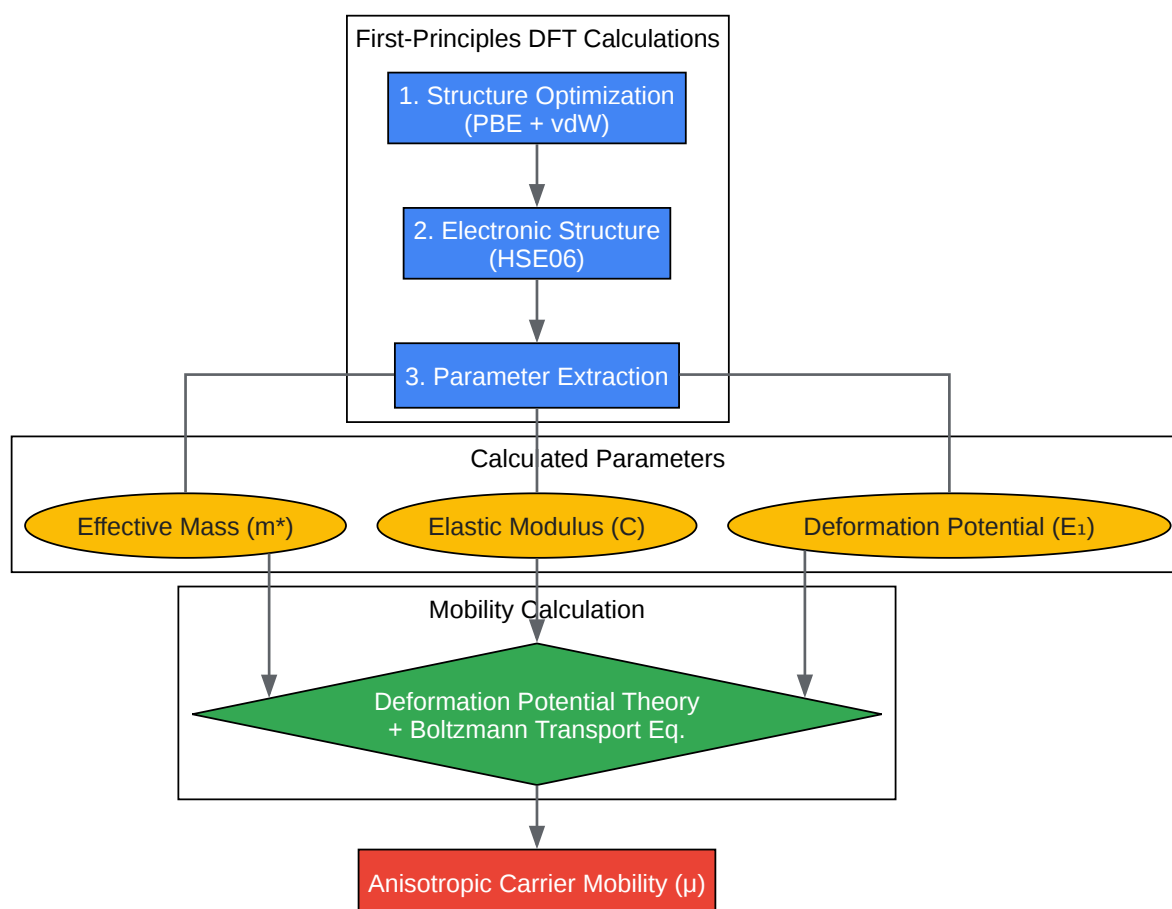 First-Principles DFT Calculations
1. Structure Optimization
(PBE + vdW)
2. Electronic Structure
(HSE06)
3. Parameter Extraction
Calculated Parameters
Effective Mass (m*)
Elastic Modulus (C)
Deformation Potential (E₁)
Mobility Calculation
Deformation Potential Theory
+ Boltzmann Transport Eq.
Anisotropic Carrier Mobility (μ)